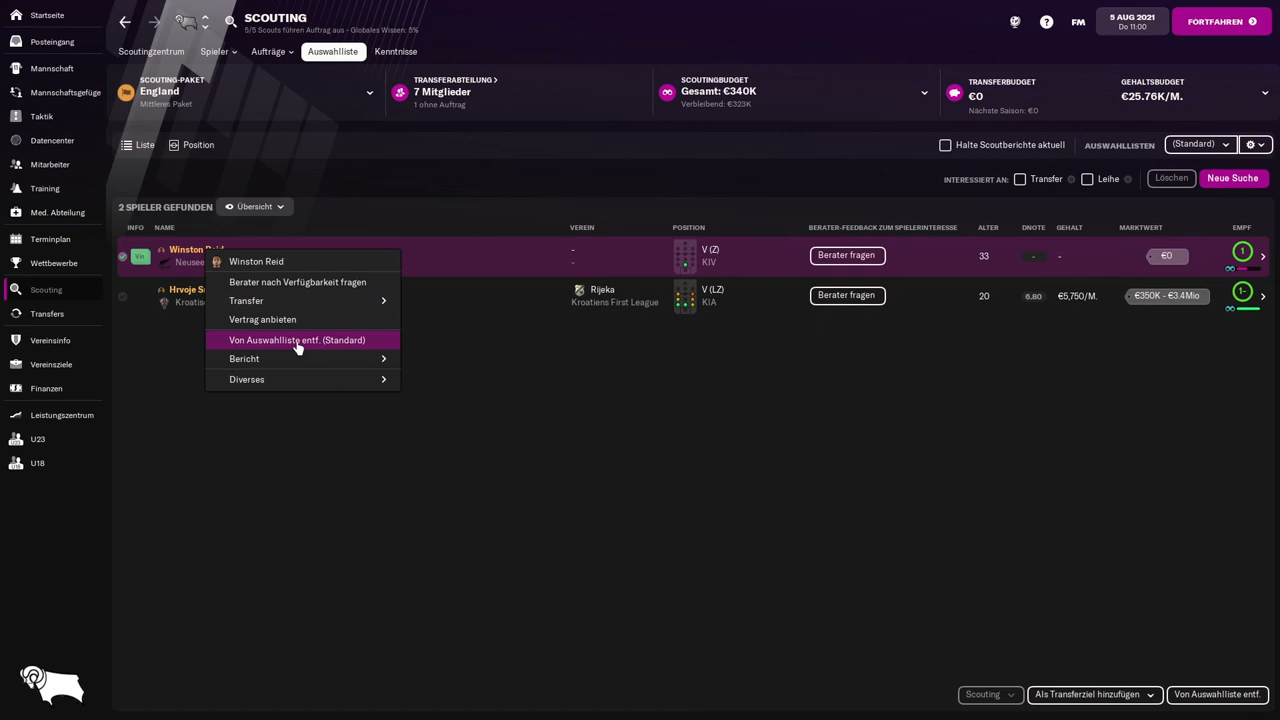 Startseite
Posteingang
Mannschaft
Mannschaftsgefüge
Taktik
Datencenter
Mitarbeiter
Training
Med. Abteilung
Terminplan
Wettbewerbe
Scouting
Transfers
Vereinsinfo
Vereinsziele
Finanzen
Leistungszentrum
U23
U18
SCOUTING
5/5 Scouts führen Auftrag aus - Globales Wissen: 5%
FM
5 AUG 2021
Do 11:00
FORTFAHREN
Scoutingzentrum
Spieler
Aufträge
Auswahlliste
Kenntnisse
SCOUTING-PAKET
England
Mittleres Paket
TRANSFERABTEILUNG
7 Mitglieder
1 ohne Auftrag
SCOUTINGBUDGET
Gesamt: €340K
Verbleibend: €323K
TRANSFERBUDGET
€0
Nächste Saison: €0
GEHALTSBUDGET
€25.76K/M.
Liste
Position
Halte Scoutberichte aktuell
AUSWAHLLISTEN
(Standard)
INTERESSIERT AN:
Transfer
Leihe
Löschen
Neue Suche
2 SPIELER GEFUNDEN
Übersicht
INFO NAME VEREIN POSITION BERATER-FEEDBACK ZUM SPIELERINTERESSE ALTER DNOTE GEHALT MARKTWERT EMPF
Vin Winston Reid - V (Z) Berater fragen 33 - - €0 1
Neusee - KIV
Hrvoje Rijeka V (LZ) Berater fragen 20 6.80 €5,750/M. €350K - €3.4Mio 1-
Kroatis Kroatiens First League KIA
Winston Reid
Berater nach Verfügbarkeit fragen
Transfer
Vertrag anbieten
Von Auswahlliste entf. (Standard)
Bericht
Diverses
Scouting
Als Transferziel hinzufügen
Von Auswahlliste entf.